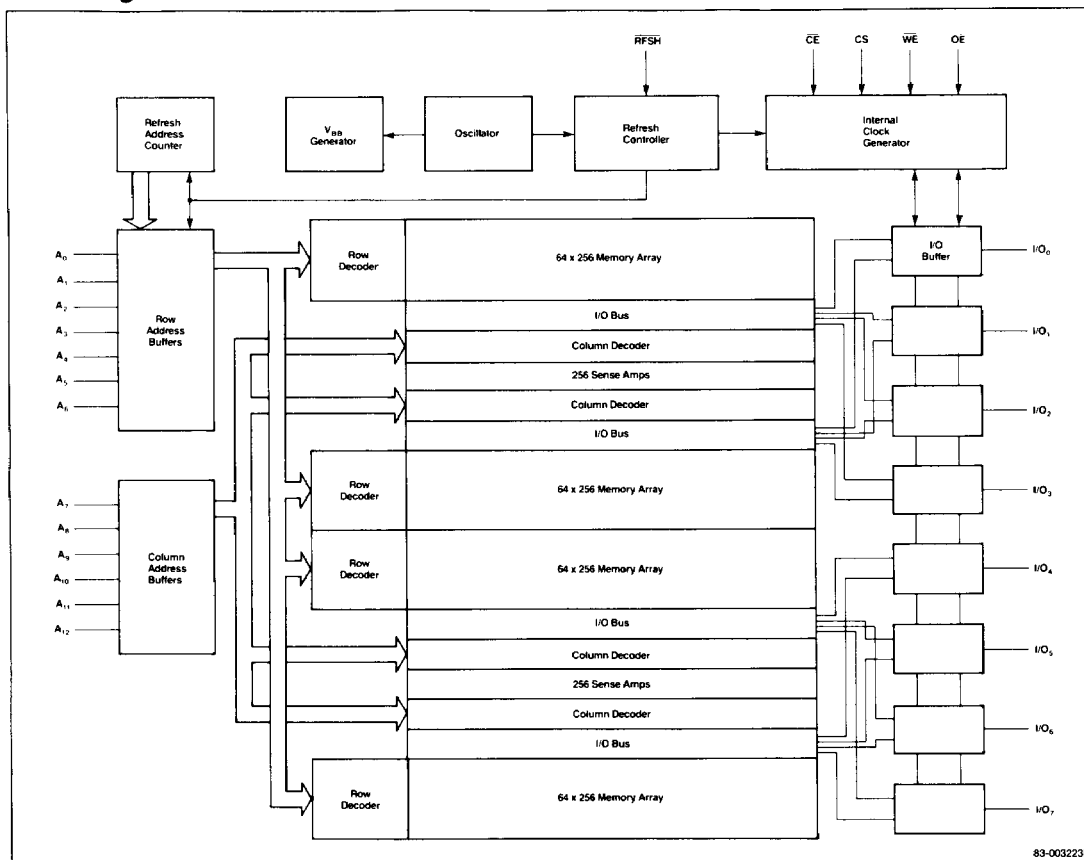 R̅F̅S̅H̅
C̅E̅ CS W̅E̅ OE
Refresh
Address
Counter
V_BB
Generator
Oscillator
Refresh
Controller
Internal
Clock
Generator
A₀
A₁
A₂
A₃
A₄
A₅
A₆
Row
Address
Buffers
A₇
A₈
A₉
A₁₀
A₁₁
A₁₂
Column
Address
Buffers
Row
Decoder
64 x 256 Memory Array
I/O Bus
Column Decoder
256 Sense Amps
Column Decoder
I/O Bus
Row
Decoder
64 x 256 Memory Array
Row
Decoder
64 x 256 Memory Array
I/O Bus
Column Decoder
256 Sense Amps
Column Decoder
I/O Bus
Row
Decoder
64 x 256 Memory Array
I/O
Buffer
I/O₀
I/O₁
I/O₂
I/O₃
I/O₄
I/O₅
I/O₆
I/O₇
83-003223